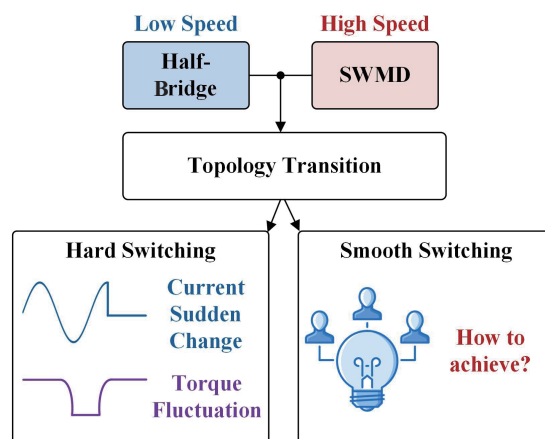 Low Speed
High Speed
Half-
Bridge
SWMD
Topology Transition
Hard Switching
Current
Sudden
Change
Torque
Fluctuation
Smooth Switching
How to
achieve?